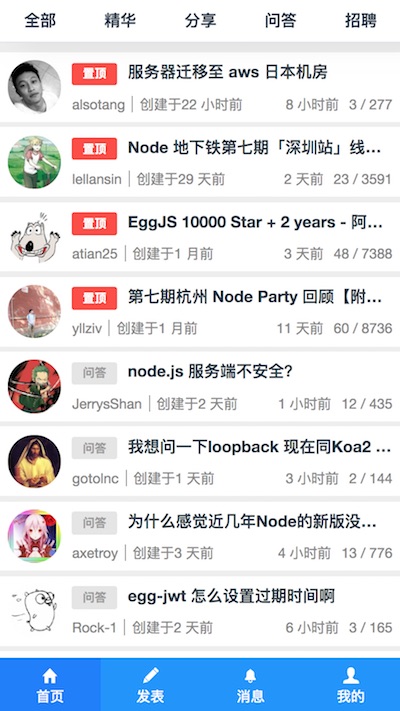 全部 精华 分享 问答 招聘
置顶 服务器迁移至 aws 日本机房
alsotang 创建于22 小时前 8 小时前 3 / 277
置顶 Node 地下铁第七期「深圳站」线...
lellansin 创建于29 天前 2 天前 23 / 3591
置顶 EggJS 10000 Star + 2 years - 阿...
atian25 创建于1 月前 3 天前 48 / 7388
置顶 第七期杭州 Node Party 回顾【附...
yllziv 创建于1 月前 11 天前 60 / 8736
问答 node.js 服务端不安全?
JerrysShan 创建于2 天前 1 小时前 12 / 435
问答 我想问一下loopback 现在同Koa2 ...
gotolnc 创建于1 天前 3 小时前 2 / 144
问答 为什么感觉近几年Node的新版没...
axetroy 创建于3 天前 4 小时前 13 / 776
问答 egg-jwt 怎么设置过期时间啊
Rock-1 创建于2 天前 6 小时前 3 / 165
首页 发表 消息 我的